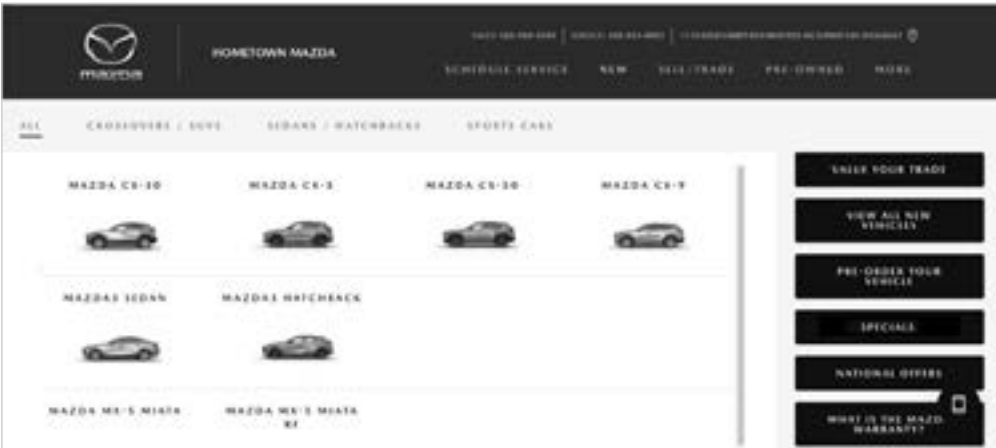 mazda
HOMETOWN MAZDA
SCHEDULE SERVICE NEW SELL/TRADE PRE-OWNED MORE
ALL CROSSOVERS / SUVS SEDANS / HATCHBACKS SPORTS CARS
MAZDA CX-30 MAZDA CX-5 MAZDA CX-50 MAZDA CX-9
MAZDA3 SEDAN MAZDA3 HATCHBACK
MAZDA MX-5 MIATA MAZDA MX-5 MIATA
RF
VALUE YOUR TRADE
VIEW ALL NEW
VEHICLES
PRE-ORDER YOUR
VEHICLE
SPECIALS
NATIONAL OFFERS
WHAT IS THE MAZD
WARRANTY?